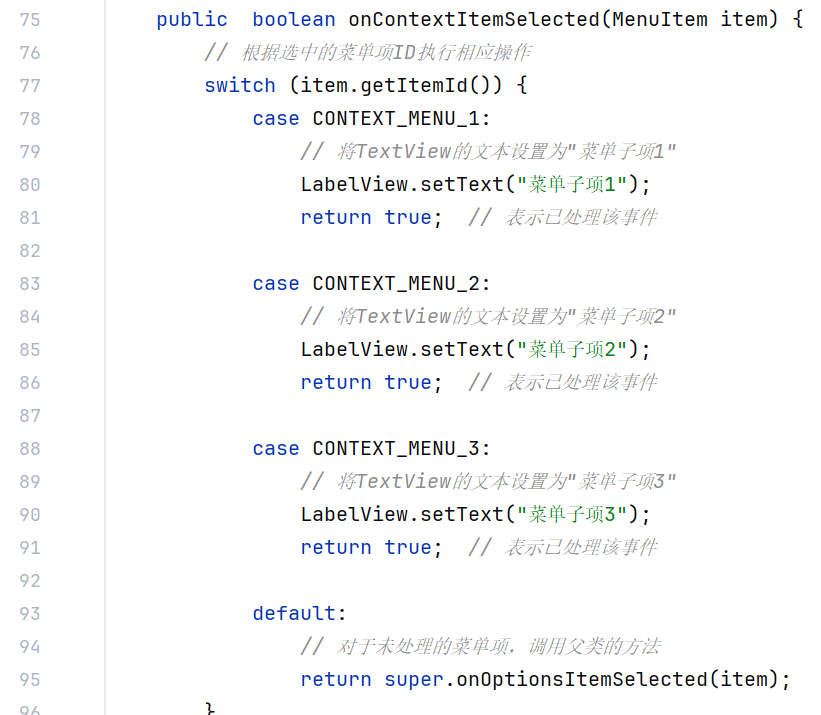 75 public  boolean onContextItemSelected(MenuItem item) {
76 // 根据选中的菜单项ID执行相应操作
77 switch (item.getItemId()) {
78 case CONTEXT_MENU_1:
79 // 将TextView的文本设置为"菜单子项1"
80 LabelView.setText("菜单子项1");
81 return true;  // 表示已处理该事件
82
83 case CONTEXT_MENU_2:
84 // 将TextView的文本设置为"菜单子项2"
85 LabelView.setText("菜单子项2");
86 return true;  // 表示已处理该事件
87
88 case CONTEXT_MENU_3:
89 // 将TextView的文本设置为"菜单子项3"
90 LabelView.setText("菜单子项3");
91 return true;  // 表示已处理该事件
92
93 default:
94 // 对于未处理的菜单项，调用父类的方法
95 return super.onOptionsItemSelected(item);
96 }